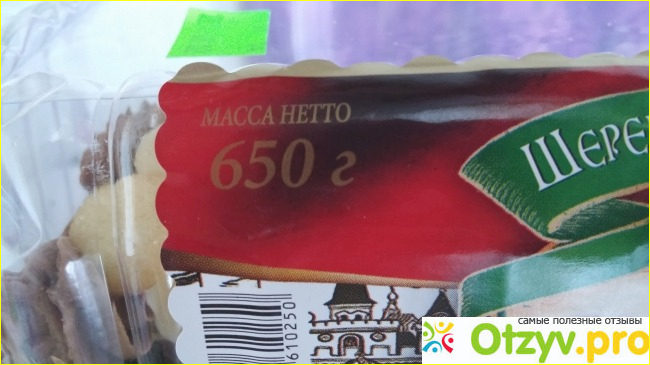 МАССА НЕТТО
650 г
ШЕРЕ
610250
самые полезные отзывы
Otzyv.pro